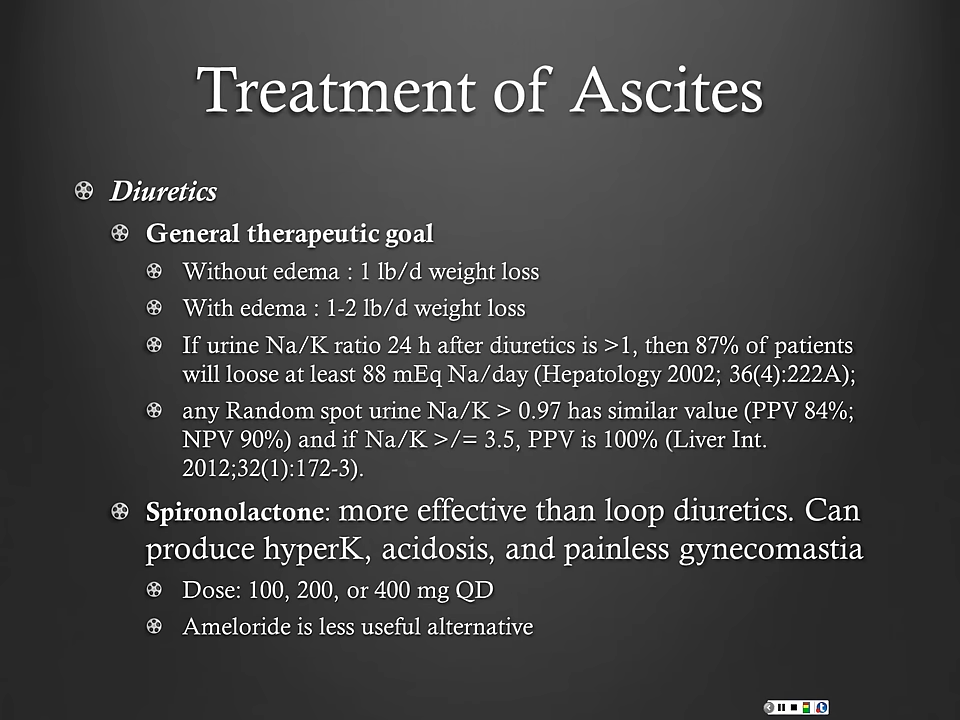 Treatment of Ascites
Diuretics
General therapeutic goal
Without edema : 1 lb/d weight loss
With edema : 1-2 lb/d weight loss
If urine Na/K ratio 24 h after diuretics is >1, then 87% of patients
will loose at least 88 mEq Na/day (Hepatology 2002; 36(4):222A);
any Random spot urine Na/K > 0.97 has similar value (PPV 84%;
NPV 90%) and if Na/K >/= 3.5, PPV is 100% (Liver Int.
2012;32(1):172-3).
Spironolactone: more effective than loop diuretics. Can
produce hyperK, acidosis, and painless gynecomastia
Dose: 100, 200, or 400 mg QD
Ameloride is less useful alternative